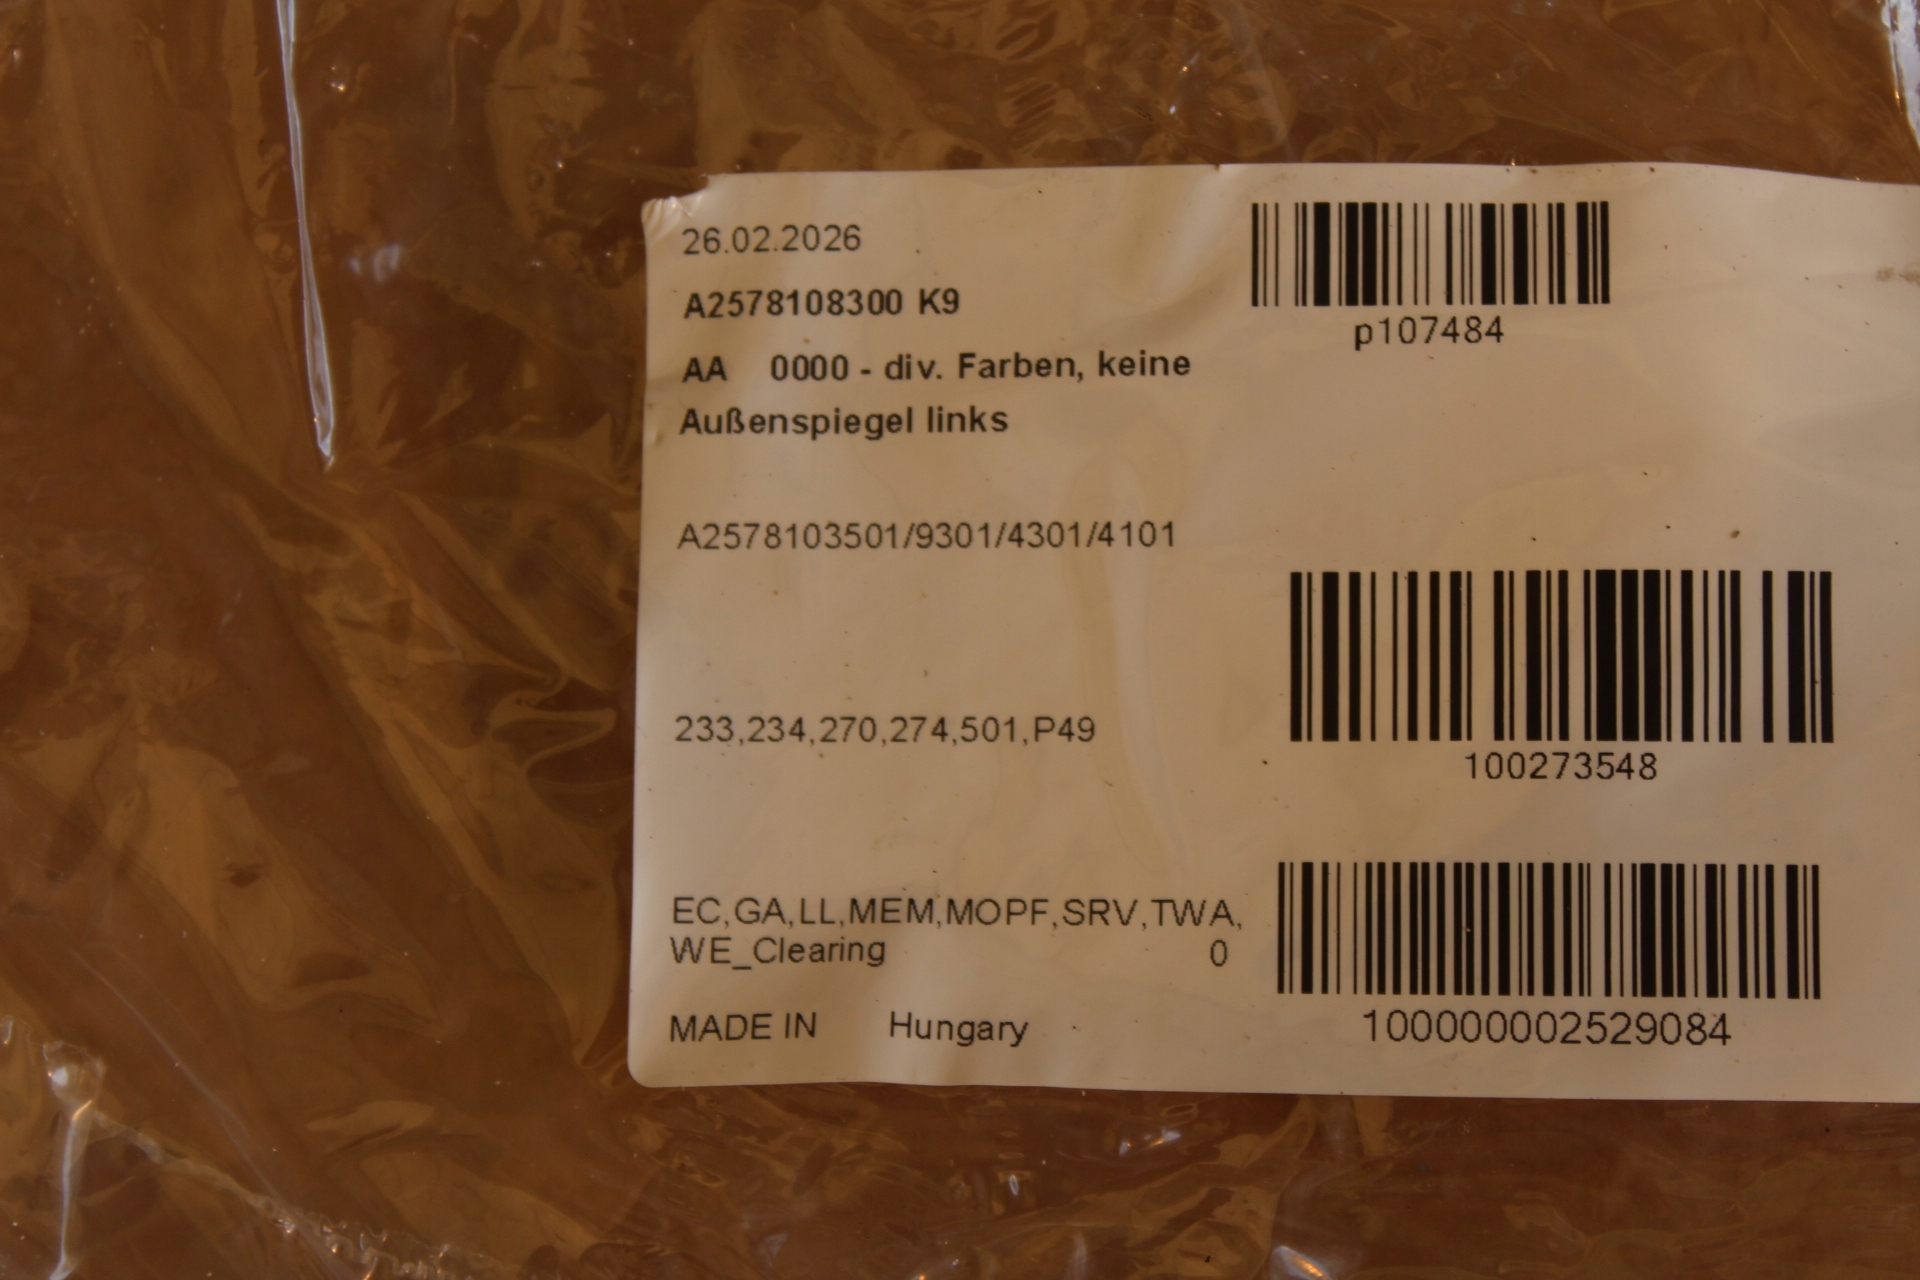 26.02.2026
p107484
A2578108300 K9
AA 0000 - div. Farben, keine
Außenspiegel links
A2578103501/9301/4301/4101
233,234,270,274,501,P49
100273548
EC,GA,LL,MEM,MOPF,SRV,TWA,
WE_Clearing 0
MADE IN Hungary
100000002529084